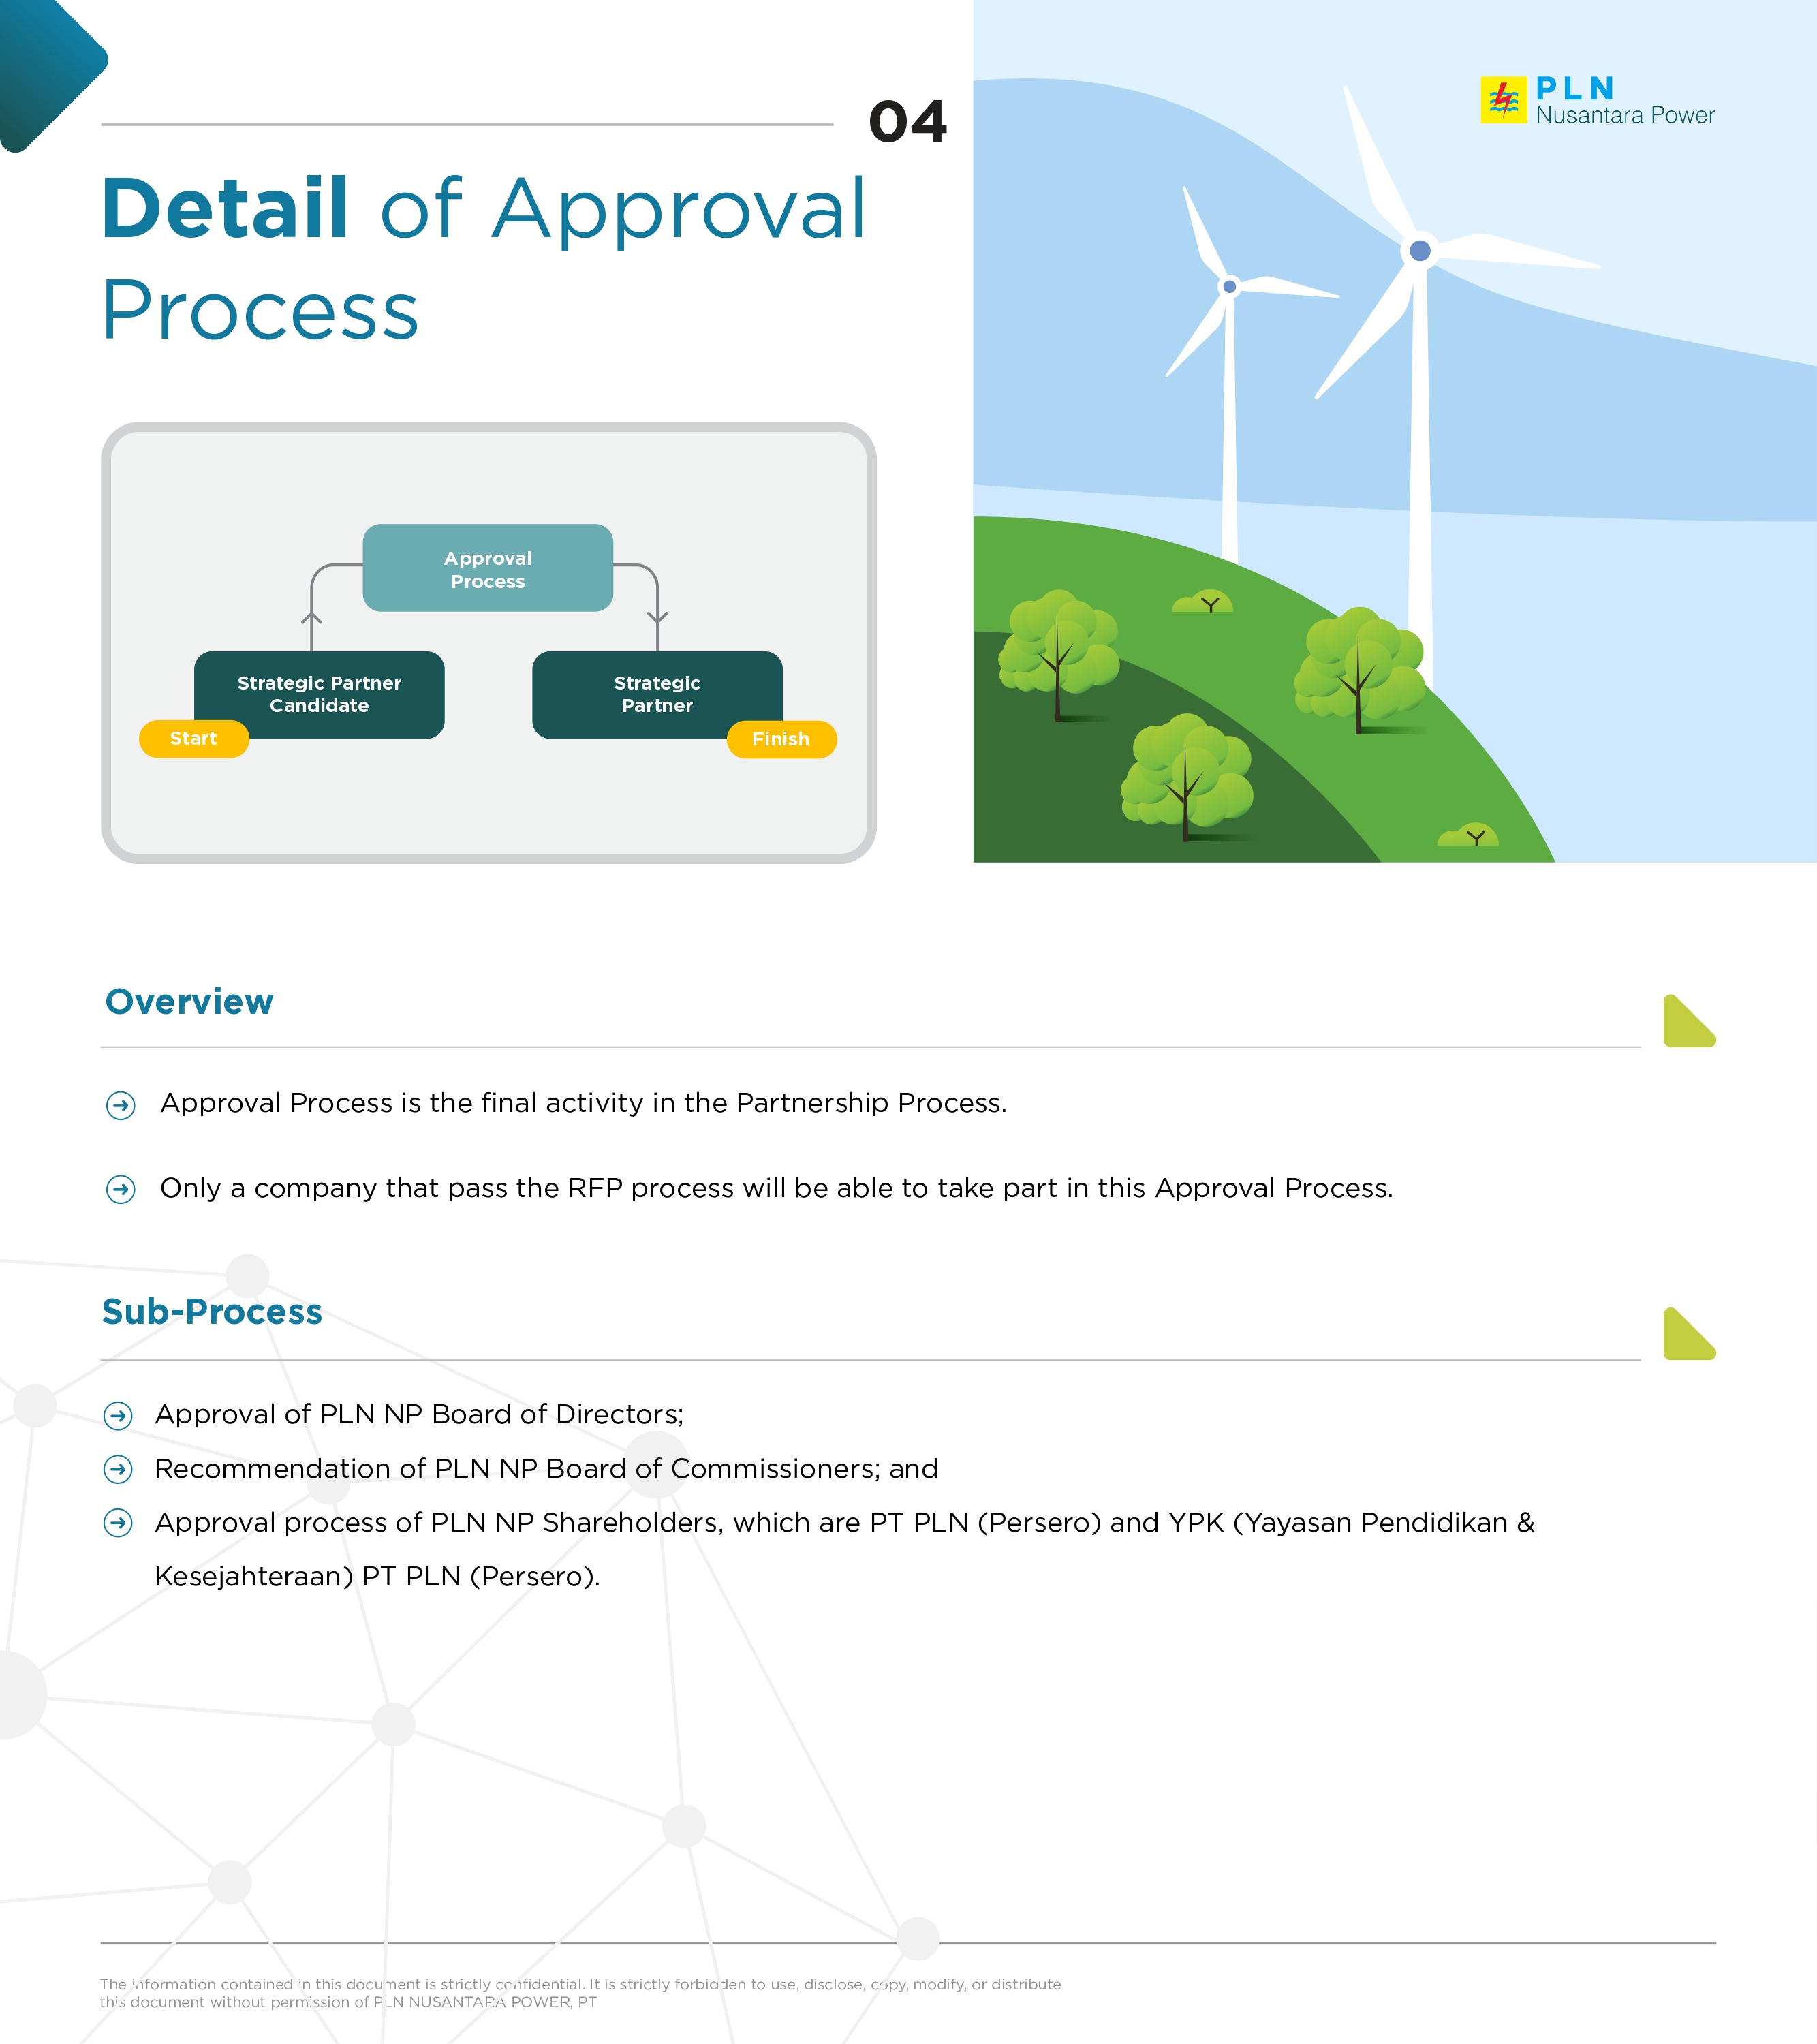 04
PLN
Nusantara Power
Detail of Approval
Process
Approval
Process
Strategic Partner
Candidate
Start
Strategic
Partner
Finish
Overview
Approval Process is the final activity in the Partnership Process.
Only a company that pass the RFP process will be able to take part in this Approval Process.
Sub-Process
Approval of PLN NP Board of Directors;
Recommendation of PLN NP Board of Commissioners; and
Approval process of PLN NP Shareholders, which are PT PLN (Persero) and YPK (Yayasan Pendidikan &
Kesejahteraan) PT PLN (Persero).
The information contained in this document is strictly confidential. It is strictly forbidden to use, disclose, copy, modify, or distribute
this document without permission of PLN NUSANTARA POWER, PT